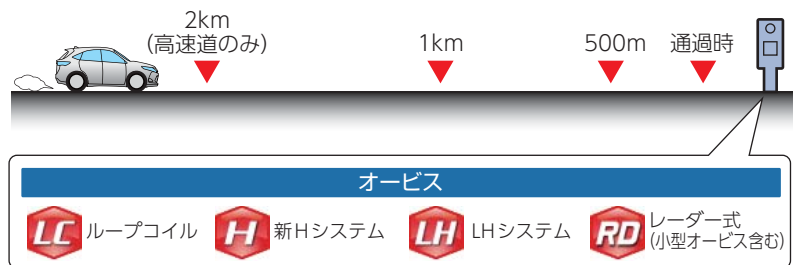 2km
(高速道のみ)
1km
500m
通過時
オービス
LC ループコイル
H 新Hシステム
LH LHシステム
RD レーダー式
(小型オービス含む)